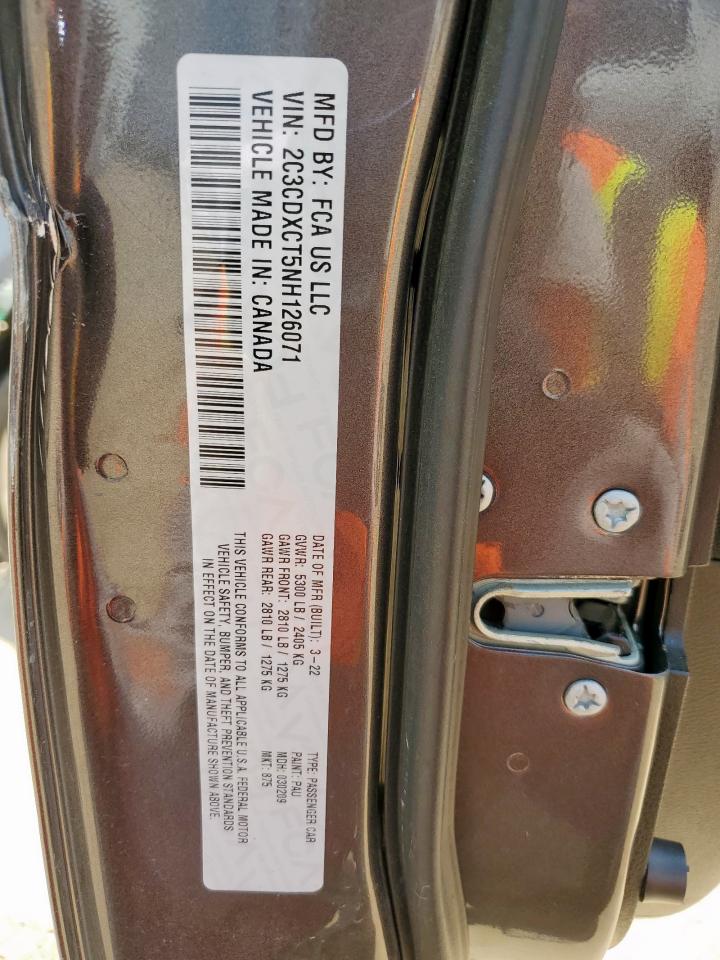 MFD BY: FCA US LLC
VIN: 2C3CDXCT5NH126071
VEHICLE MADE IN: CANADA
DATE OF MFR (BUILT): 3-22
GVWR: 5300 LB / 2405 KG
GAWR FRONT: 2810 LB / 1275 KG
GAWR REAR: 2810 LB / 1275 KG
THIS VEHICLE CONFORMS TO ALL APPLICABLE U.S.A. FEDERAL MOTOR
VEHICLE SAFETY, BUMPER, AND THEFT PREVENTION STANDARDS
IN EFFECT ON THE DATE OF MANUFACTURE SHOWN ABOVE.
TYPE: PASSENGER CAR
PAINT: PAU
MDH: 030209
MKT: 875